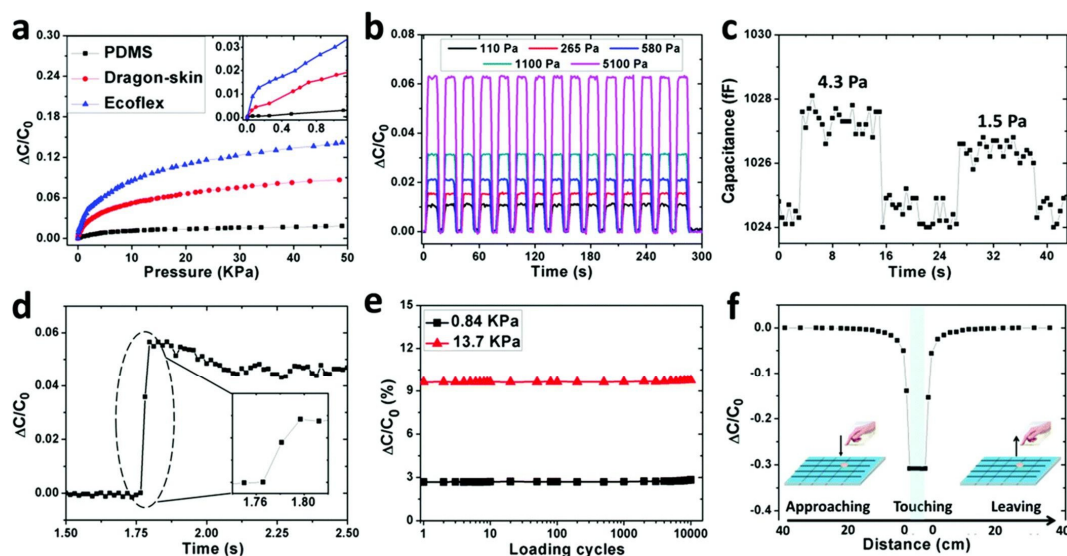 a
0.30
0.24
0.18
0.12
0.06
0.00
ΔC/C0
PDMS
Dragon-skin
Ecoflex
0.03
0.02
0.01
0.00
0.0 0.4 0.8
0 10 20 30 40 50
Pressure (KPa)
b
0.08
0.06
0.04
0.02
0.00
ΔC/C0
110 Pa 265 Pa 580 Pa
1100 Pa 5100 Pa
0 60 120 180 240 300
Time (s)
c
1030
1028
1026
1024
Capacitance (fF)
4.3 Pa
1.5 Pa
0 8 16 24 32 40
Time (s)
d
0.06
0.04
0.02
0.00
ΔC/C0
1.76 1.80
1.50 1.75 2.00 2.25 2.50
Time (s)
e
15
12
9
6
3
0
ΔC/C0 (%)
0.84 KPa
13.7 KPa
1 10 100 1000 10000
Loading cycles
f
0.0
-0.1
-0.2
-0.3
-0.4
ΔC/C0
Approaching Touching Leaving
40 20 0 0 20 40
Distance (cm)